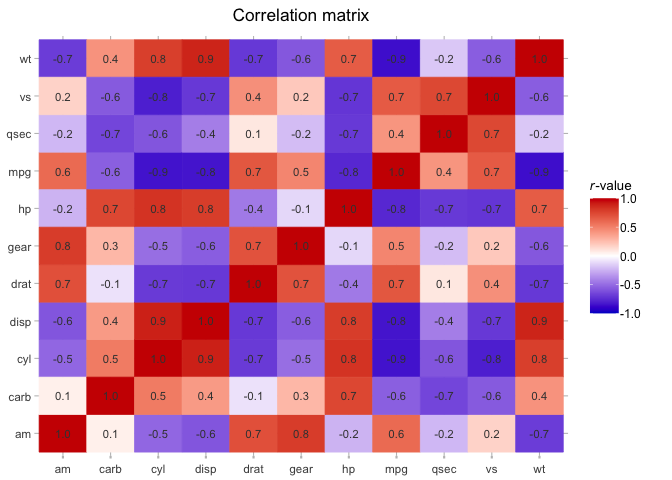 Correlation matrix
wt -0.7 0.4 0.8 0.9 -0.7 -0.6 0.7 -0.9 -0.2 -0.6 1.0
vs 0.2 -0.6 -0.8 -0.7 0.4 0.2 -0.7 0.7 0.7 1.0 -0.6
qsec -0.2 -0.7 -0.6 -0.4 0.1 -0.2 -0.7 0.4 1.0 0.7 -0.2
mpg 0.6 -0.6 -0.9 -0.8 0.7 0.5 -0.8 1.0 0.4 0.7 -0.9
hp -0.2 0.7 0.8 0.8 -0.4 -0.1 1.0 -0.8 -0.7 -0.7 0.7
gear 0.8 0.3 -0.5 -0.6 0.7 1.0 -0.1 0.5 -0.2 0.2 -0.6
drat 0.7 -0.1 -0.7 -0.7 1.0 0.7 -0.4 0.7 0.1 0.4 -0.7
disp -0.6 0.4 0.9 1.0 -0.7 -0.6 0.8 -0.8 -0.4 -0.7 0.9
cyl -0.5 0.5 1.0 0.9 -0.7 -0.5 0.8 -0.9 -0.6 -0.8 0.8
carb 0.1 1.0 0.5 0.4 -0.1 0.3 0.7 -0.6 -0.7 -0.6 0.4
am 1.0 0.1 -0.5 -0.6 0.7 0.8 -0.2 0.6 -0.2 0.2 -0.7
am carb cyl disp drat gear hp mpg qsec vs wt
r-value
1.0
0.5
0.0
-0.5
-1.0